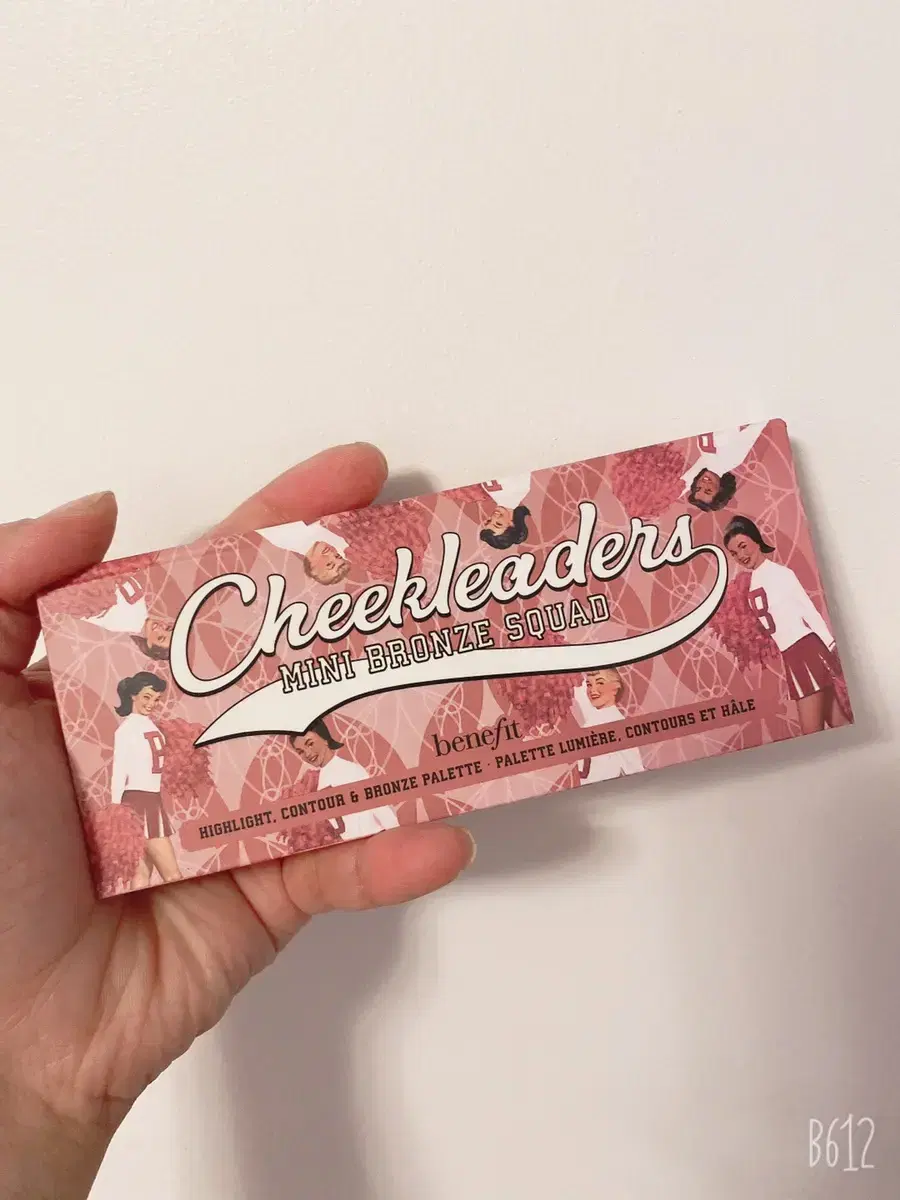 Cheekleaders
MINI BRONZE SQUAD
benefit
HIGHLIGHT, CONTOUR & BRONZE PALETTE · PALETTE LUMIÈRE, CONTOURS ET HÂLE
B
B
B612